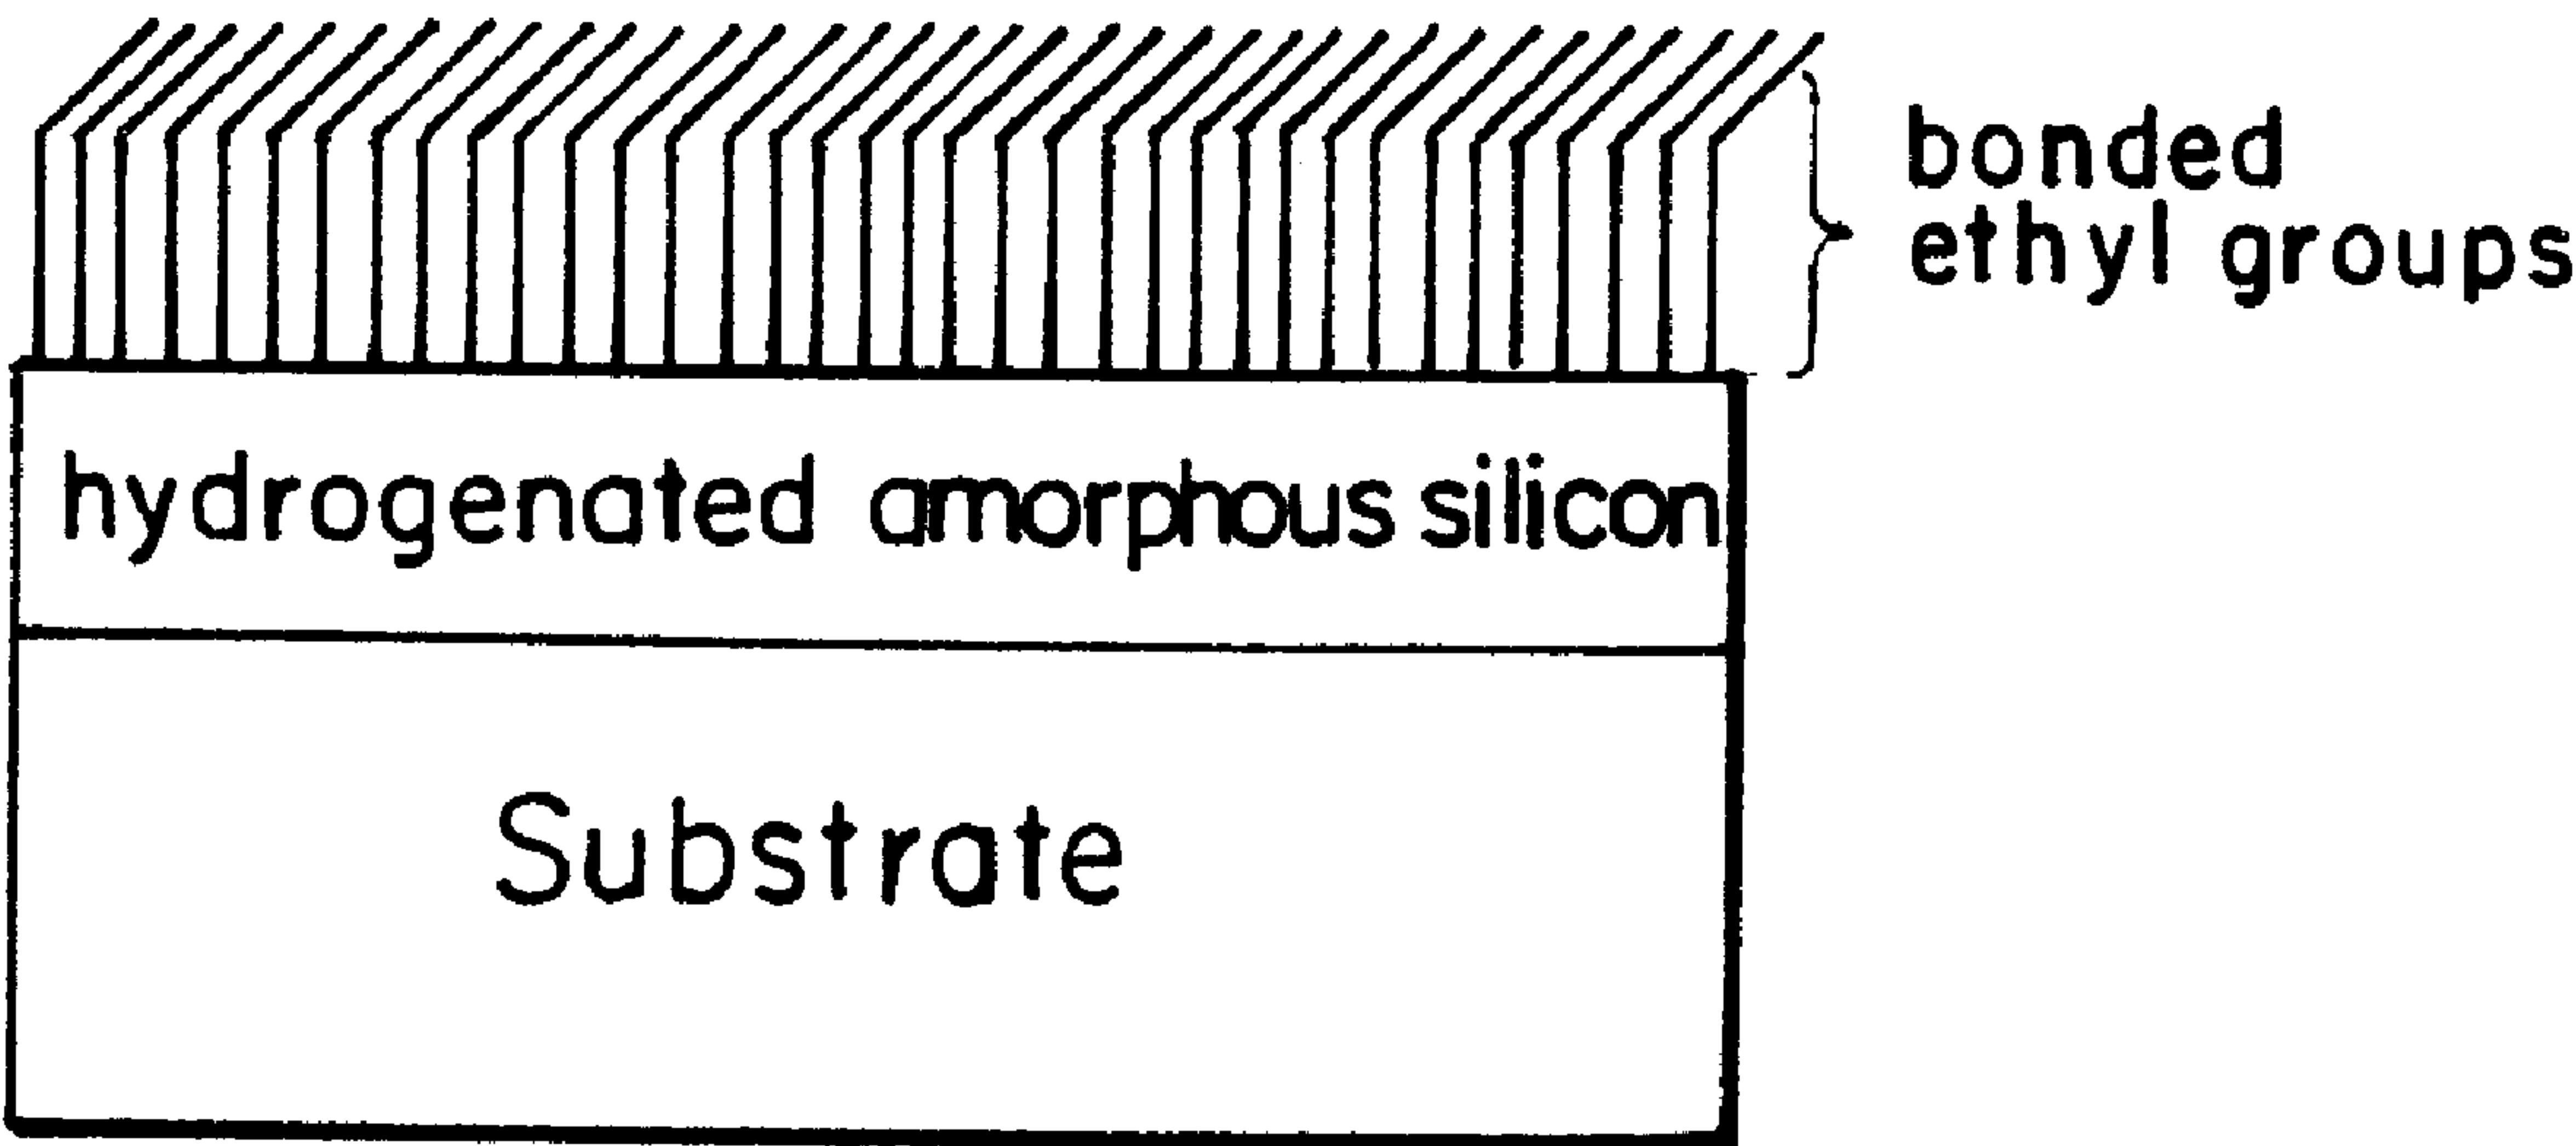 bonded
ethyl groups
hydrogenated amorphous silicon
Substrate